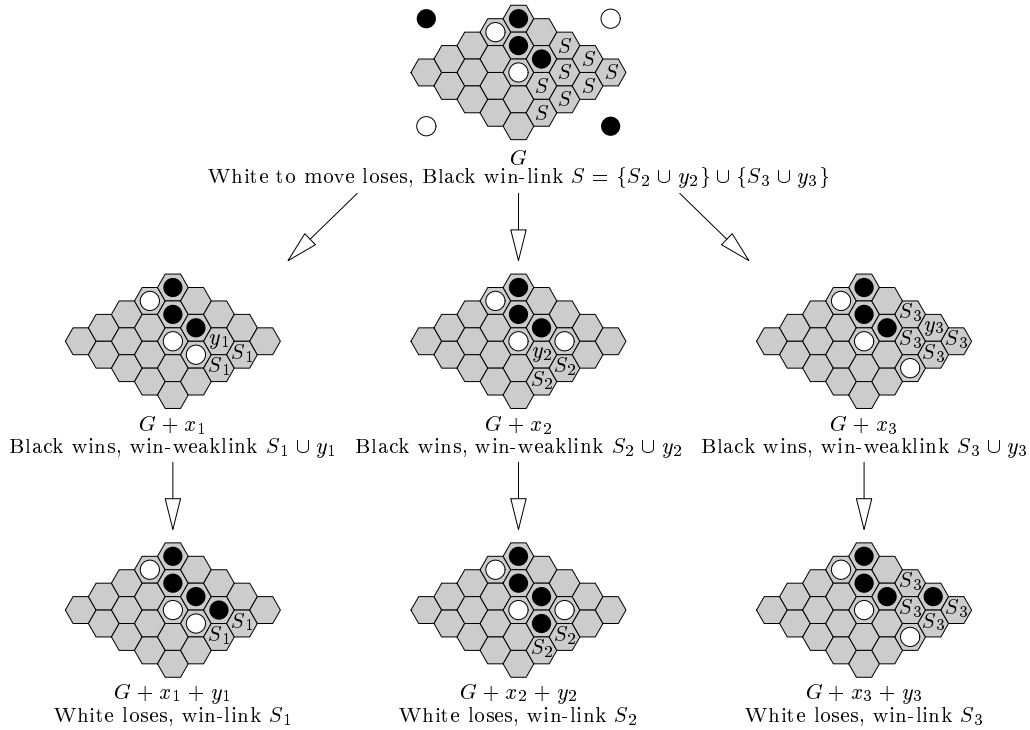 S
S
S S
S S
S
S
G
White to move loses, Black win-link S = {S₂ ∪ y₂} ∪ {S₃ ∪ y₃}
y₁
S₁
S₁
G + x₁
Black wins, win-weaklink S₁ ∪ y₁
y₂
S₂
S₂
G + x₂
Black wins, win-weaklink S₂ ∪ y₂
S₃
y₃
S₃ S₃
S₃
G + x₃
Black wins, win-weaklink S₃ ∪ y₃
S₁
S₁
G + x₁ + y₁
White loses, win-link S₁
S₂
S₂
G + x₂ + y₂
White loses, win-link S₂
S₃
S₃ S₃
S₃
G + x₃ + y₃
White loses, win-link S₃